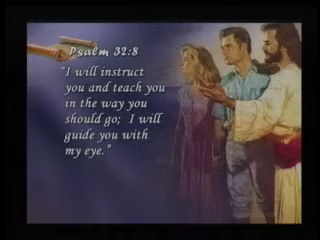 Psalm 32:8
"I will instruct
you and teach you
in the way you
should go; I will
guide you with
my eye."